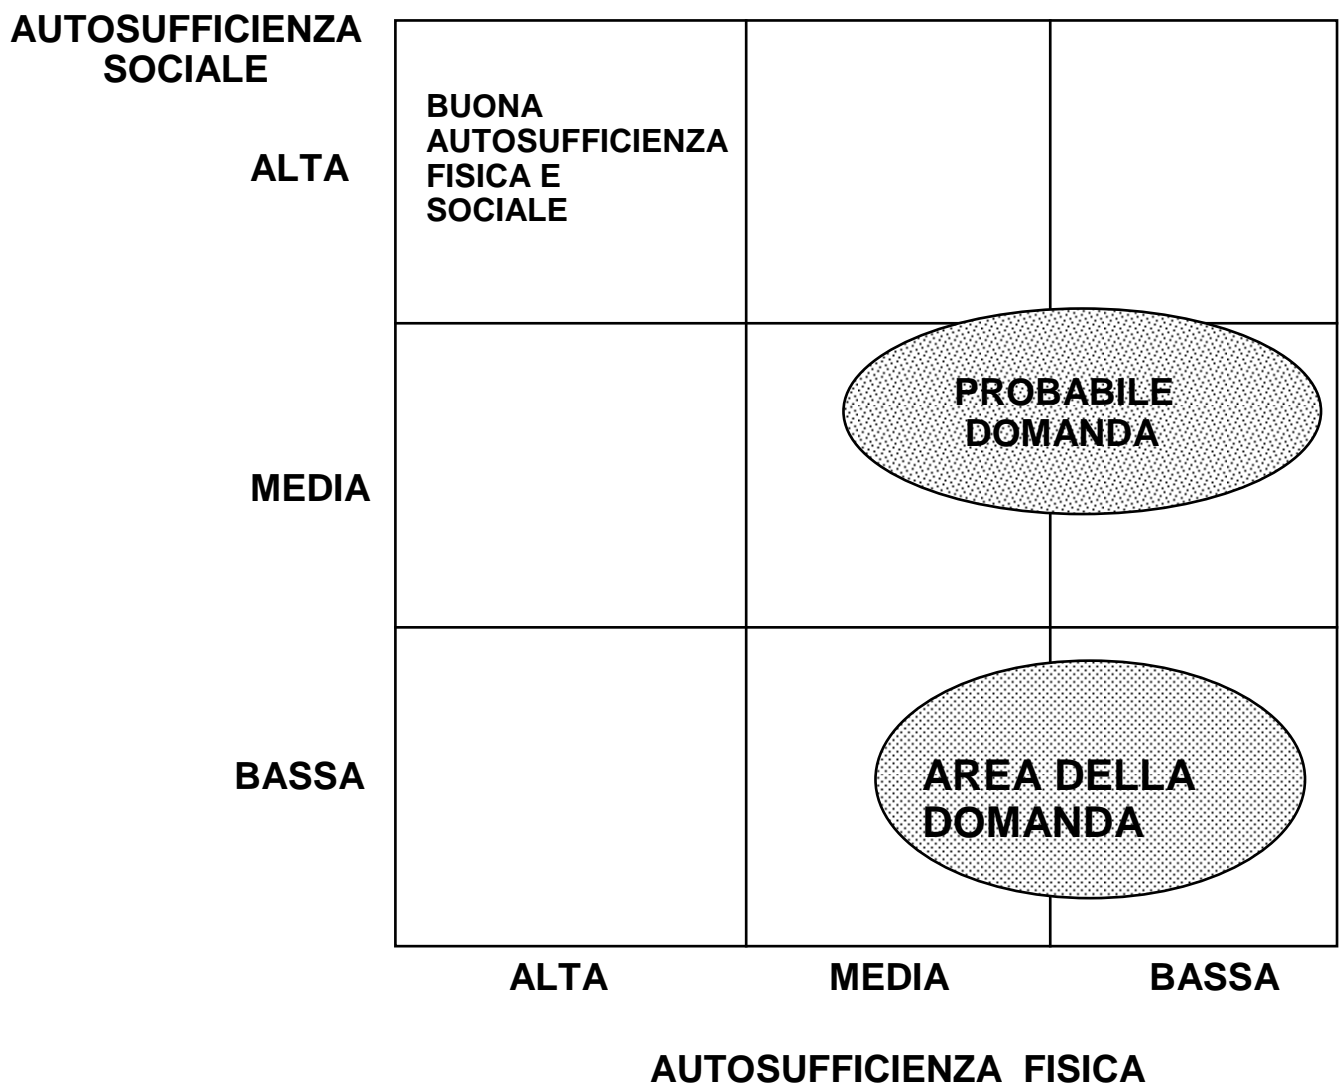 AUTOSUFFICIENZA
SOCIALE
BUONA
AUTOSUFFICIENZA
FISICA E
SOCIALE
ALTA
PROBABILE
DOMANDA
MEDIA
AREA DELLA
DOMANDA
BASSA
ALTA MEDIA BASSA
AUTOSUFFICIENZA FISICA